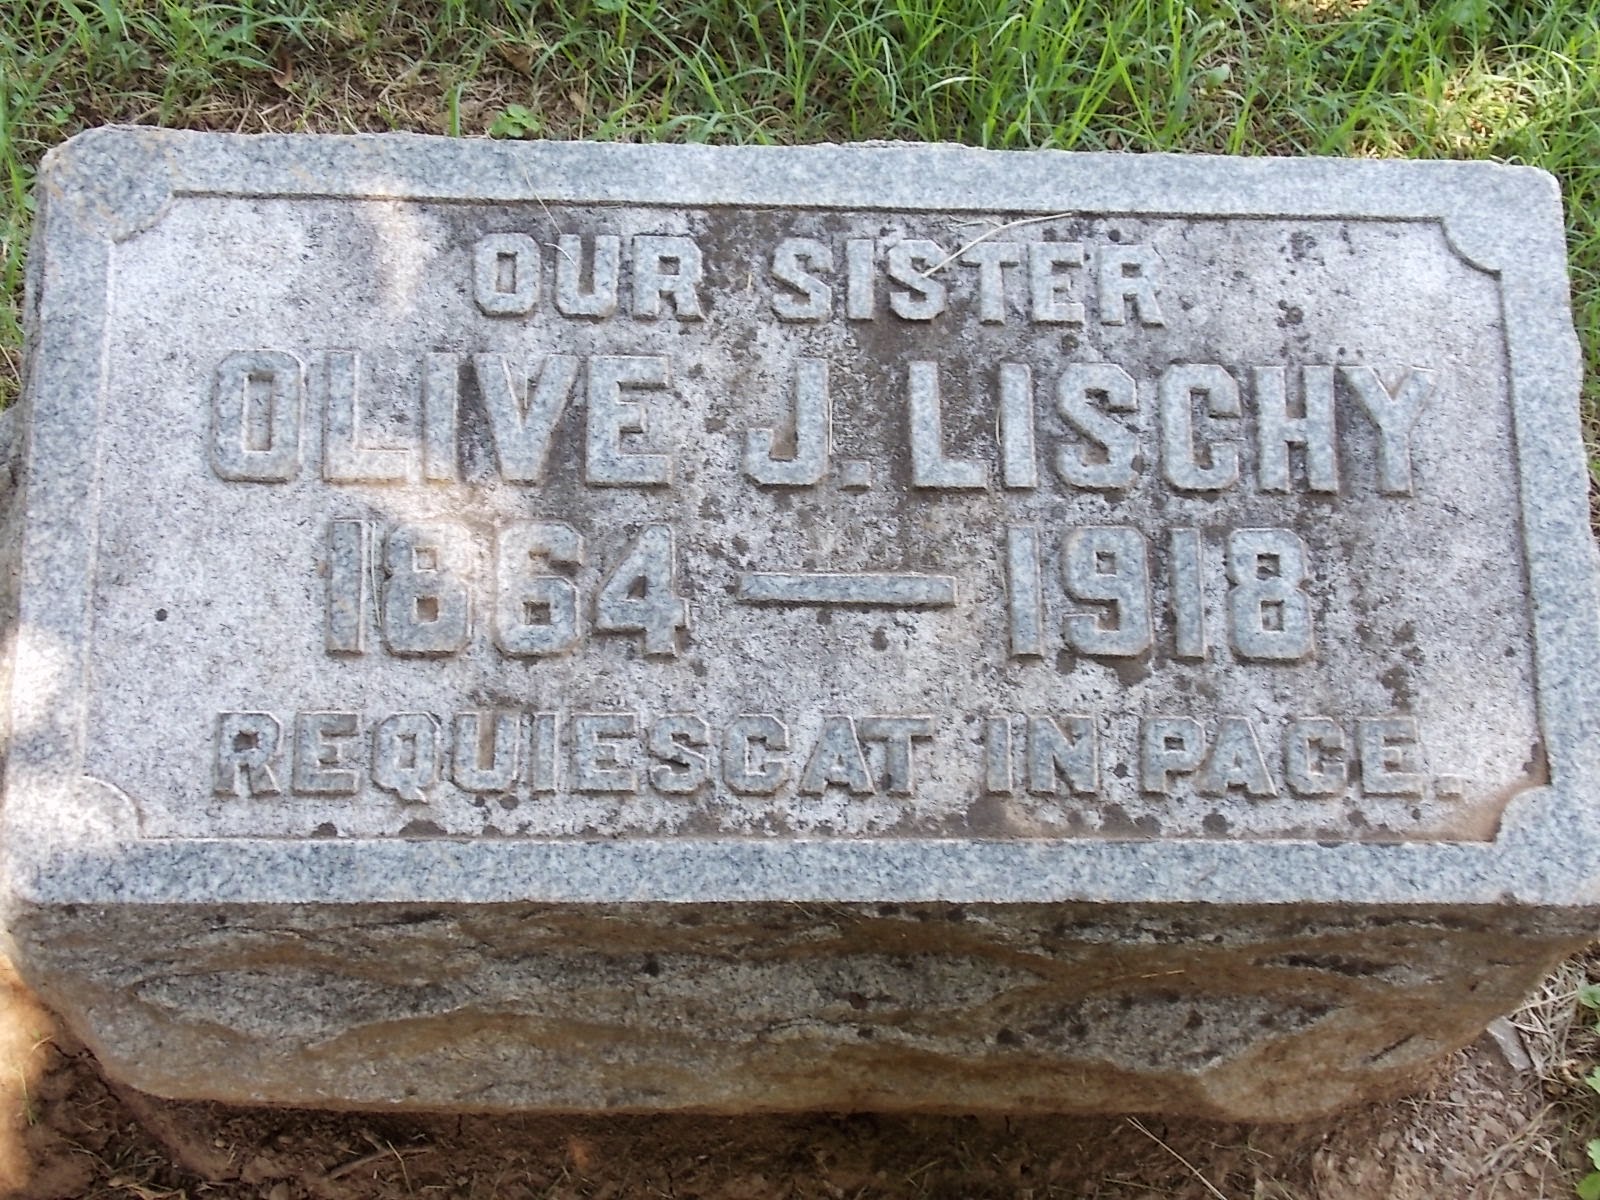 OUR SISTER
OLIVE J. LISCHY
1864 — 1918
REQUIESCAT IN PACE.